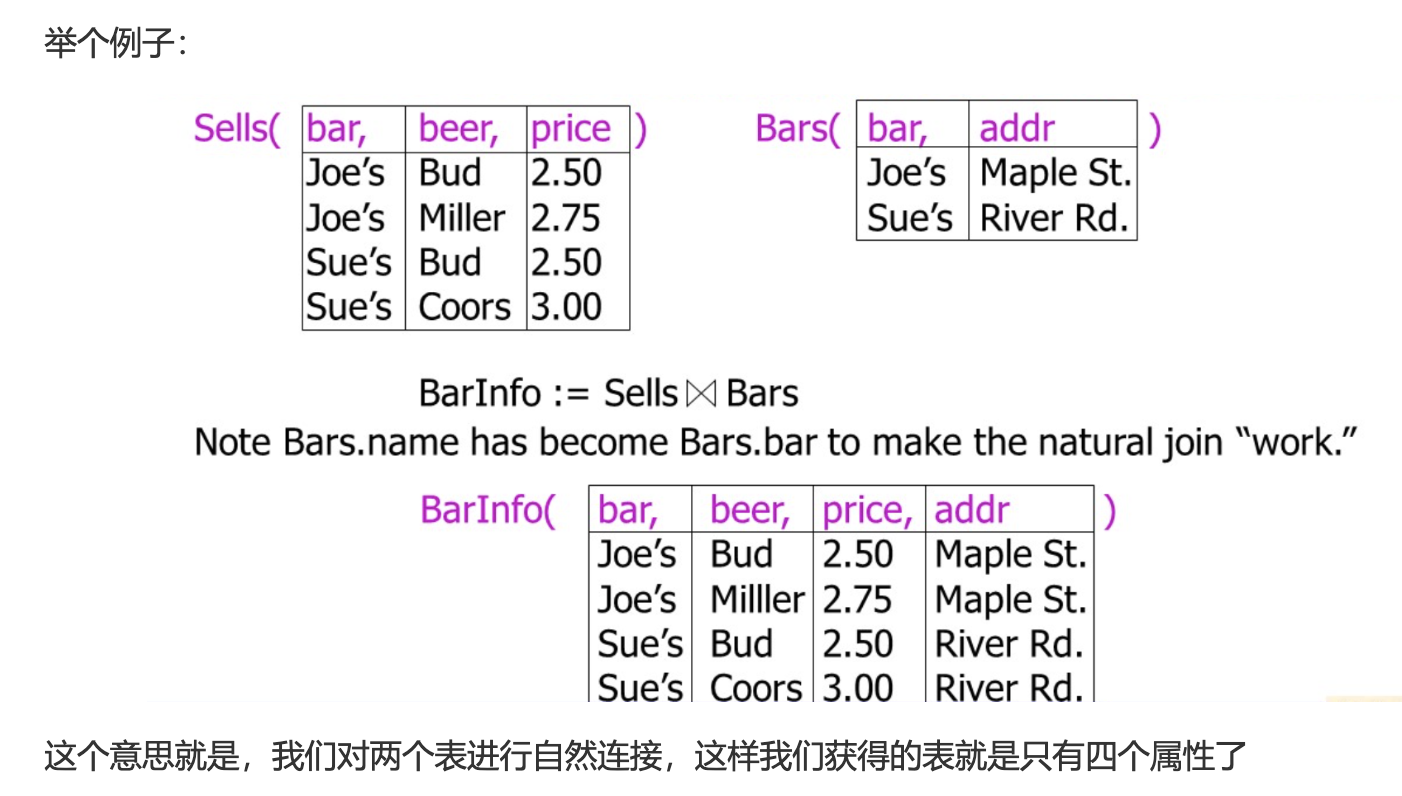 举个例子：
Sells( bar, beer, price ) Bars( bar, addr )
Joe’s Bud 2.50 Joe’s Maple St.
Joe’s Miller 2.75 Sue’s River Rd.
Sue’s Bud 2.50
Sue’s Coors 3.00
BarInfo := Sells ⋈ Bars
Note Bars.name has become Bars.bar to make the natural join “work.”
BarInfo( bar, beer, price, addr )
Joe’s Bud 2.50 Maple St.
Joe’s Milller 2.75 Maple St.
Sue’s Bud 2.50 River Rd.
Sue’s Coors 3.00 River Rd.
这个意思就是，我们对两个表进行自然连接，这样我们获得的表就是只有四个属性了